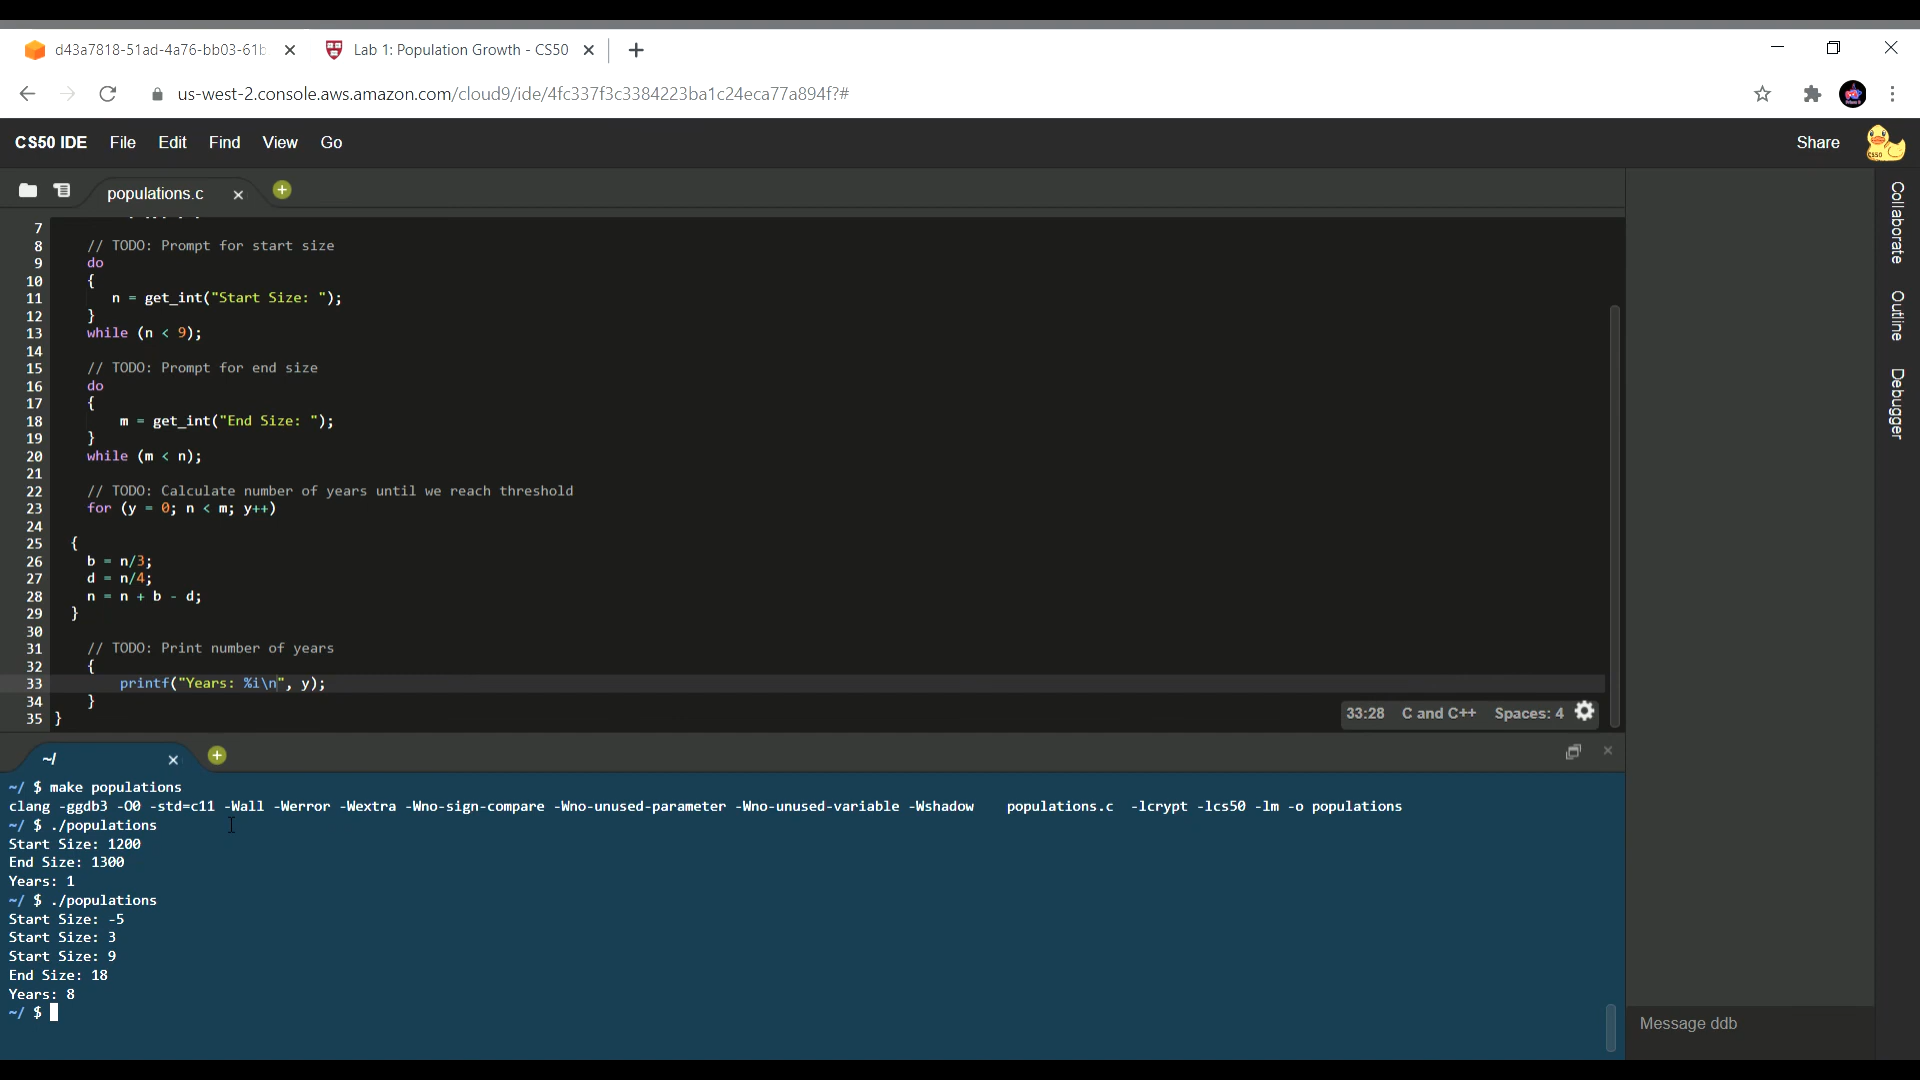 d43a7818-51ad-4a76-bb03-61b
Lab 1: Population Growth - CS50
us-west-2.console.aws.amazon.com/cloud9/ide/4fc337f3c3384223ba1c24eca77a894f?#
CS50 IDE File Edit Find View Go
Share
CS50
populations.c
Collaborate
Outline
Debugger
7
8 // TODO: Prompt for start size
9 do
10 {
11 n = get_int("Start Size: ");
12 }
13 while (n < 9);
14
15 // TODO: Prompt for end size
16 do
17 {
18 m = get_int("End Size: ");
19 }
20 while (m < n);
21
22 // TODO: Calculate number of years until we reach threshold
23 for (y = 0; n < m; y++)
24
25 {
26 b = n/3;
27 d = n/4;
28 n = n + b - d;
29 }
30
31 // TODO: Print number of years
32 {
33 printf("Years: %i\n", y);
34 }
35 }
33:28 C and C++ Spaces: 4
~/
~/ $ make populations
clang -ggdb3 -O0 -std=c11 -Wall -Werror -Wextra -Wno-sign-compare -Wno-unused-parameter -Wno-unused-variable -Wshadow populations.c -lcrypt -lcs50 -lm -o populations
~/ $ ./populations
Start Size: 1200
End Size: 1300
Years: 1
~/ $ ./populations
Start Size: -5
Start Size: 3
Start Size: 9
End Size: 18
Years: 8
~/ $
Message ddb